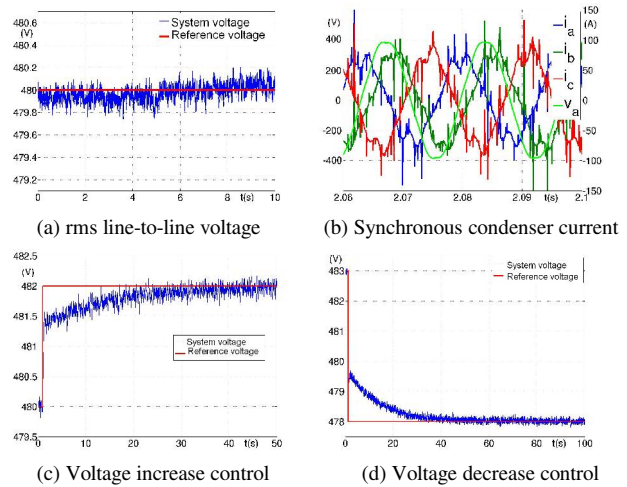 480.6
(V)
480.4
480.2
480
479.8
479.6
479.4
479.2
0 2 4 6 8 t(s) 10
System voltage
Reference voltage
(a) rms line-to-line voltage
400 (V)
200
0
-200
-400
150
(A)
100
50
0
-50
-100
-150
2.06 2.07 2.08 2.09 t(s) 2.1
i_a
i_b
i_c
v_a
(b) Synchronous condenser current
482.5
(V)
482
481.5
481
480.5
480
479.5
0 10 20 30 40 t(s) 50
System voltage
Reference voltage
(c) Voltage increase control
(V)
483
482
481
480
479
478
0 20 40 60 80 t(s) 100
System voltage
Reference voltage
(d) Voltage decrease control